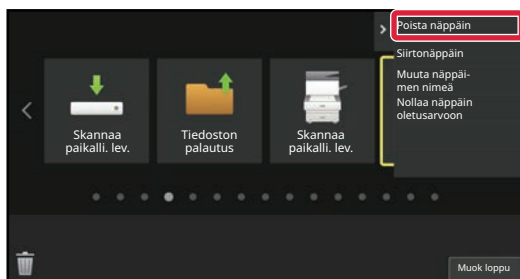 Poista näppäin
Siirtonäppäin
Muuta näppäi-
men nimeä
Nollaa näppäin
oletusarvoon
Skannaa
paikalli. lev.
Tiedoston
palautus
Skannaa
paikalli. lev.
Muok loppu